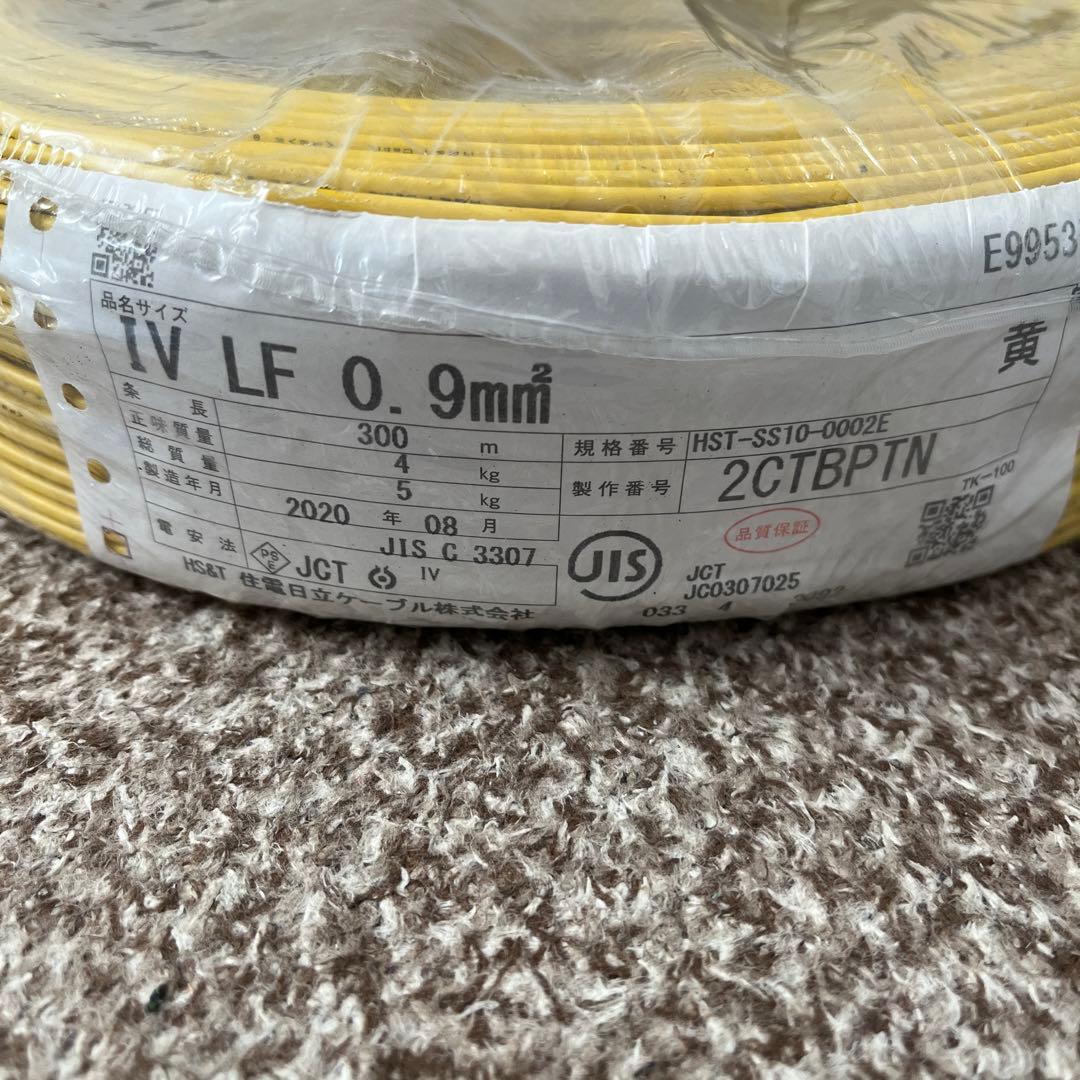 E9953
品名サイズ
IV LF 0.9mm²
黄
条長 300 m
正味質量 4 kg
総質量 5 kg
製造年月 2020 年 08 月
規格番号 HST-SS10-0002E
製作番号 2CTBPTN
TK-100
電安法 JIS C 3307
PS
E
JCT IV
JIS
品質保証
JCT
JC0307025
HS&T 住電日立ケーブル株式会社
033 4